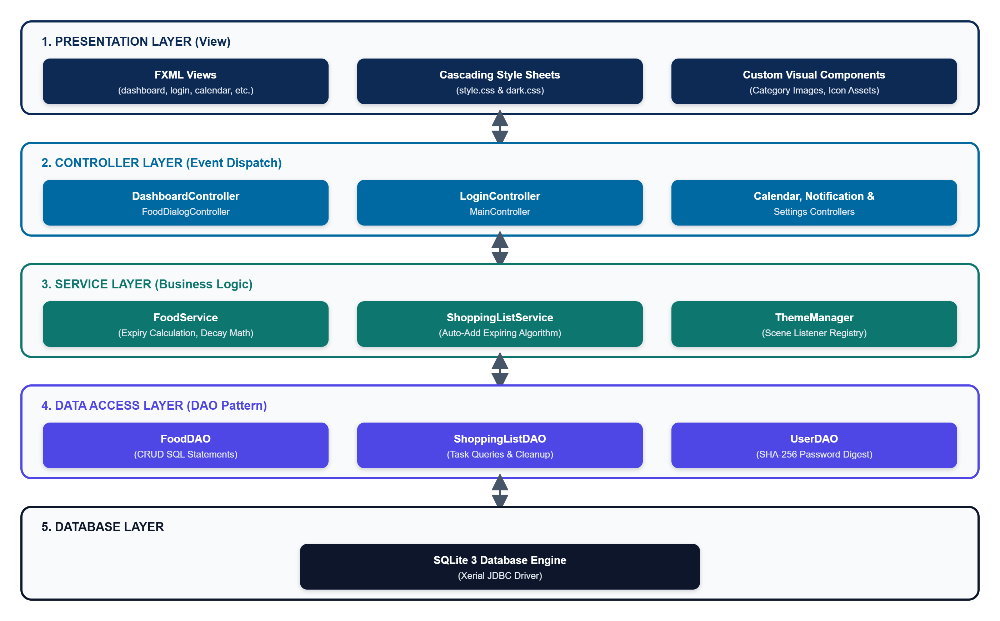 1. PRESENTATION LAYER (View)
FXML Views
(dashboard, login, calendar, etc.)
Cascading Style Sheets
(style.css & dark.css)
Custom Visual Components
(Category Images, Icon Assets)
2. CONTROLLER LAYER (Event Dispatch)
DashboardController
FoodDialogController
LoginController
MainController
Calendar, Notification &
Settings Controllers
3. SERVICE LAYER (Business Logic)
FoodService
(Expiry Calculation, Decay Math)
ShoppingListService
(Auto-Add Expiring Algorithm)
ThemeManager
(Scene Listener Registry)
4. DATA ACCESS LAYER (DAO Pattern)
FoodDAO
(CRUD SQL Statements)
ShoppingListDAO
(Task Queries & Cleanup)
UserDAO
(SHA-256 Password Digest)
5. DATABASE LAYER
SQLite 3 Database Engine
(Xerial JDBC Driver)